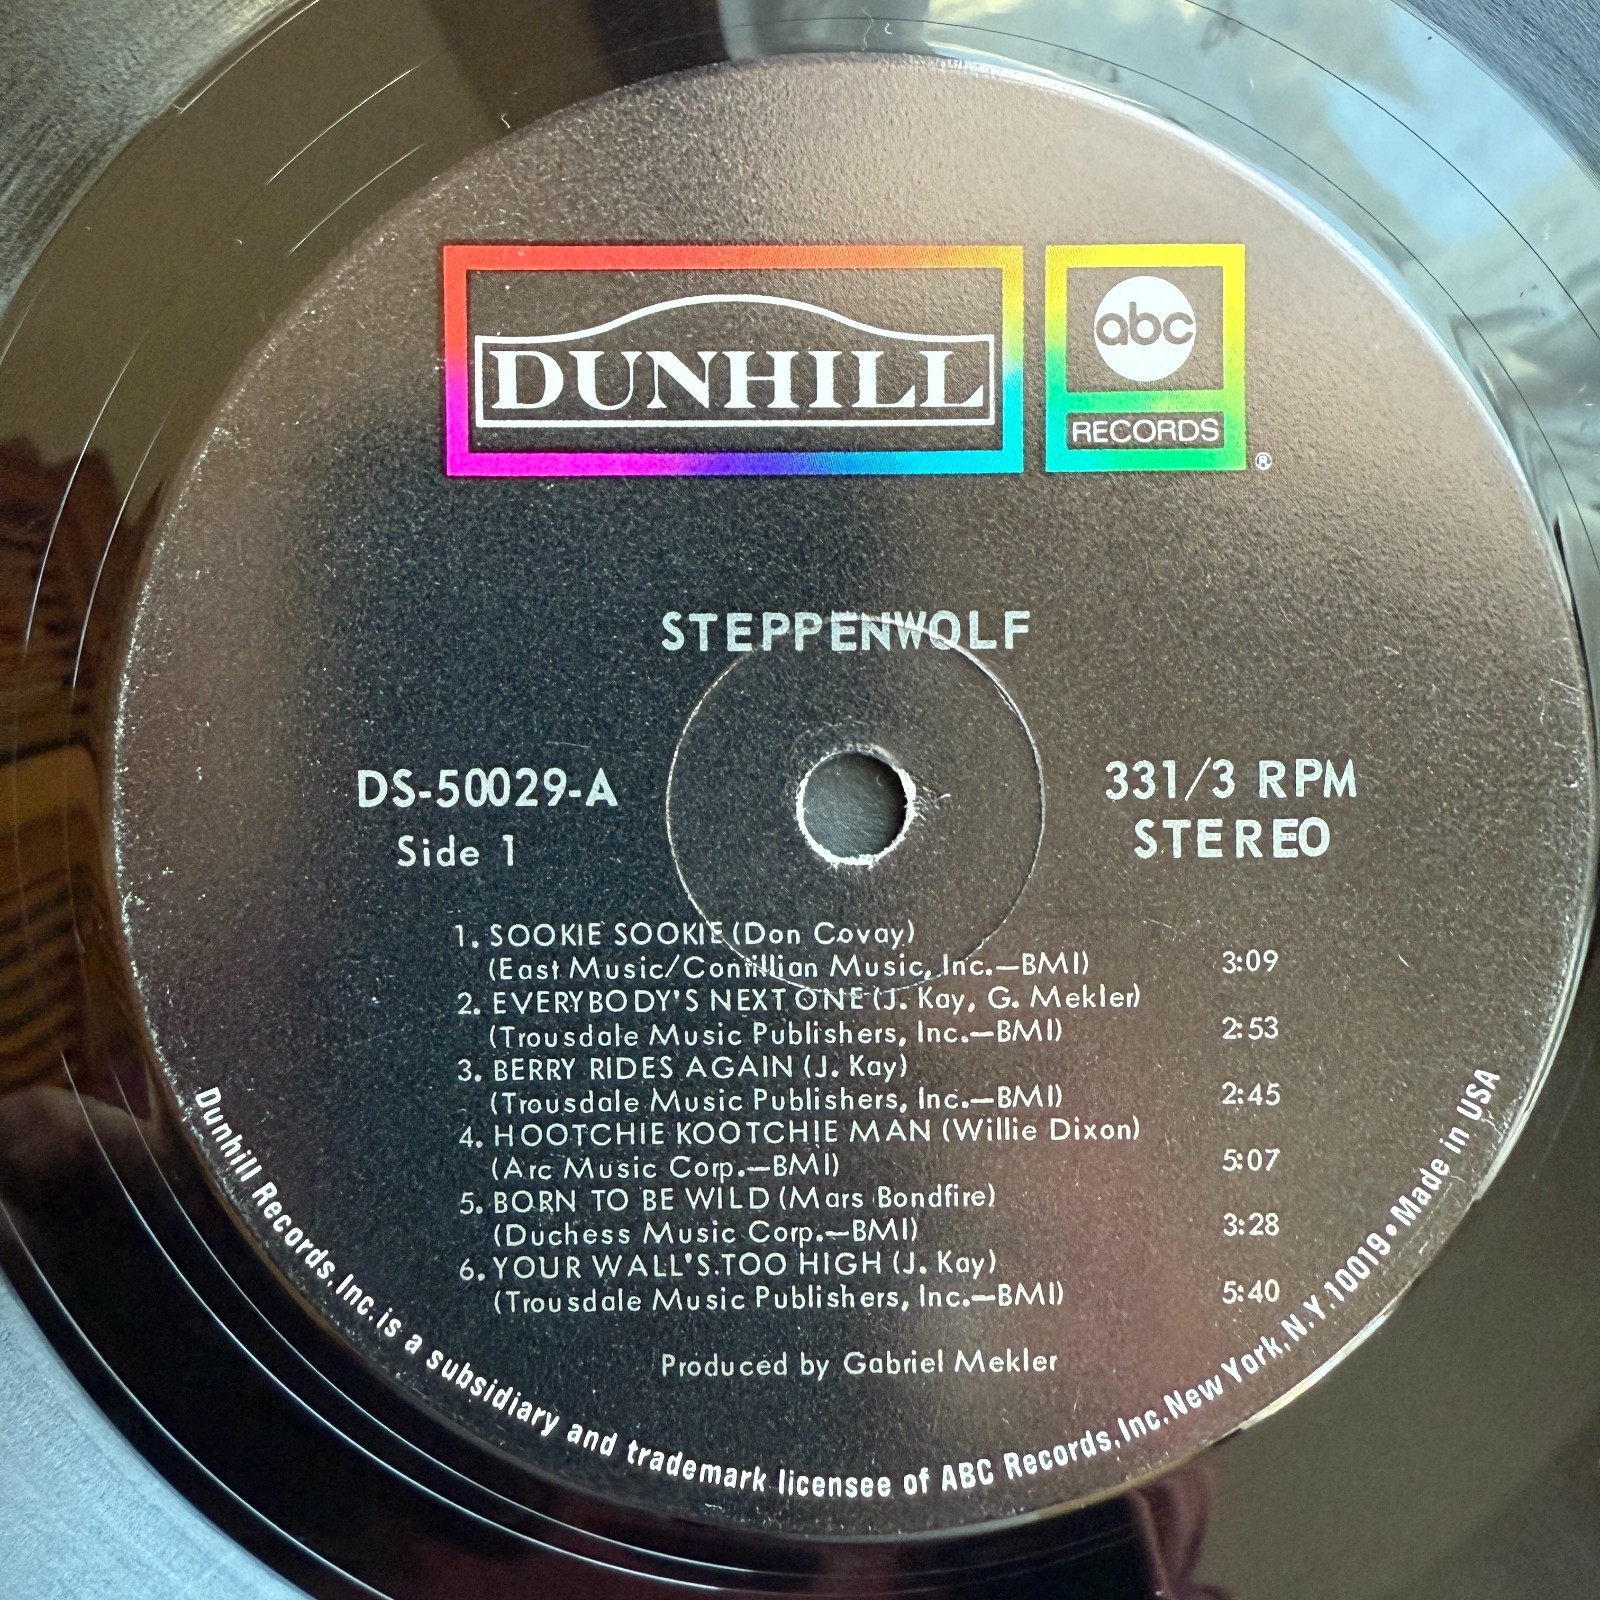 DUNHILL
abc
RECORDS
®
STEPPENWOLF
DS-50029-A
Side 1
331/3 RPM
STEREO
1. SOOKIE SOOKIE (Don Covay)
(East Music/Contillian Music, Inc.—BMI) 3:09
2. EVERYBODY'S NEXT ONE (J. Kay, G. Mekler)
(Trousdale Music Publishers, Inc.—BMI) 2:53
3. BERRY RIDES AGAIN (J. Kay)
(Trousdale Music Publishers, Inc.—BMI) 2:45
4. HOOTCHIE KOOTCHIE MAN (Willie Dixon)
(Arc Music Corp.—BMI) 5:07
5. BORN TO BE WILD (Mars Bondfire)
(Duchess Music Corp.—BMI) 3:28
6. YOUR WALL'S.TOO HIGH (J. Kay)
(Trousdale Music Publishers, Inc.—BMI) 5:40
Produced by Gabriel Mekler
Dunhill Records, Inc. is a subsidiary and trademark licensee of ABC Records, Inc. New York, N.Y. 10019 • Made in USA